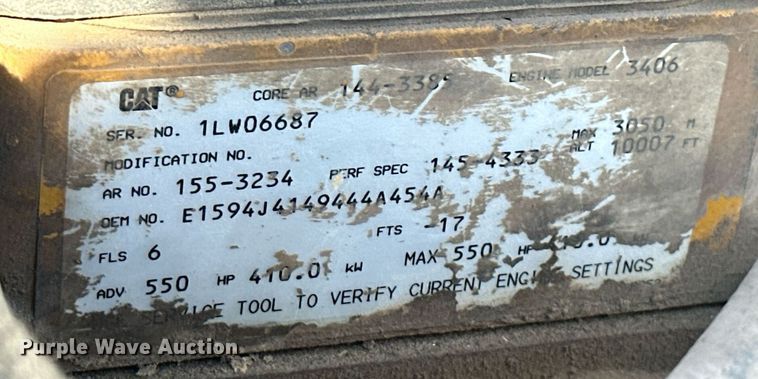 CAT® CORE AR 144-3385 ENGINE MODEL 3406
SER. NO. 1LW06687
MODIFICATION NO. MAX 3050 M
AR NO. 155-3234 PERF SPEC 145-4333 ALT 10007 FT
OEM NO. E1594J4149444A454A
FLS 6 FTS -17
ADV 550 HP 410.0 kW MAX 550 HP
TOOL TO VERIFY CURRENT SETTINGS
Purple Wave Auction